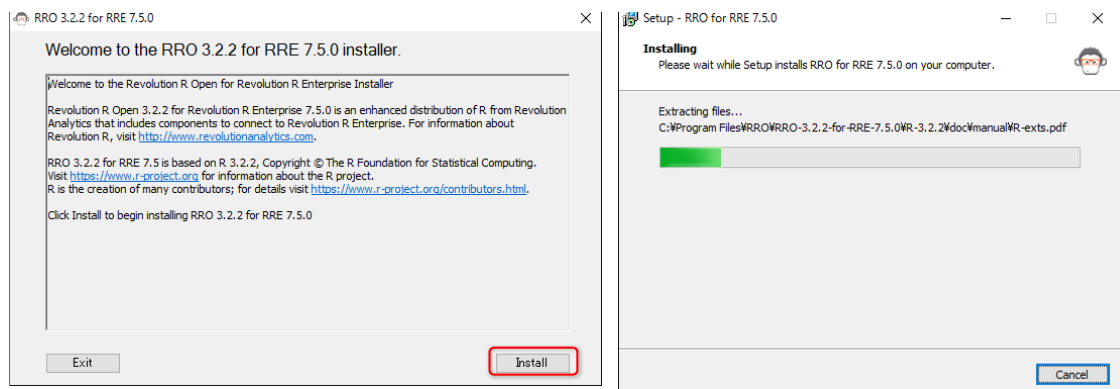 RRO 3.2.2 for RRE 7.5.0
Welcome to the RRO 3.2.2 for RRE 7.5.0 installer.
Welcome to the Revolution R Open for Revolution R Enterprise Installer
Revolution R Open 3.2.2 for Revolution R Enterprise 7.5.0 is an enhanced distribution of R from Revolution
Analytics that includes components to connect to Revolution R Enterprise. For information about
Revolution R, visit http://www.revolutionanalytics.com.
RRO 3.2.2 for RRE 7.5 is based on R 3.2.2, Copyright © The R Foundation for Statistical Computing.
Visit https://www.r-project.org for information about the R project.
R is the creation of many contributors; for details visit https://www.r-project.org/contributors.html.
Click Install to begin installing RRO 3.2.2 for RRE 7.5.0
Exit
Install
Setup - RRO for RRE 7.5.0
Installing
Please wait while Setup installs RRO for RRE 7.5.0 on your computer.
Extracting files...
C:¥Program Files¥RRO¥RRO-3.2.2-for-RRE-7.5.0¥R-3.2.2¥doc¥manual¥R-exts.pdf
Cancel